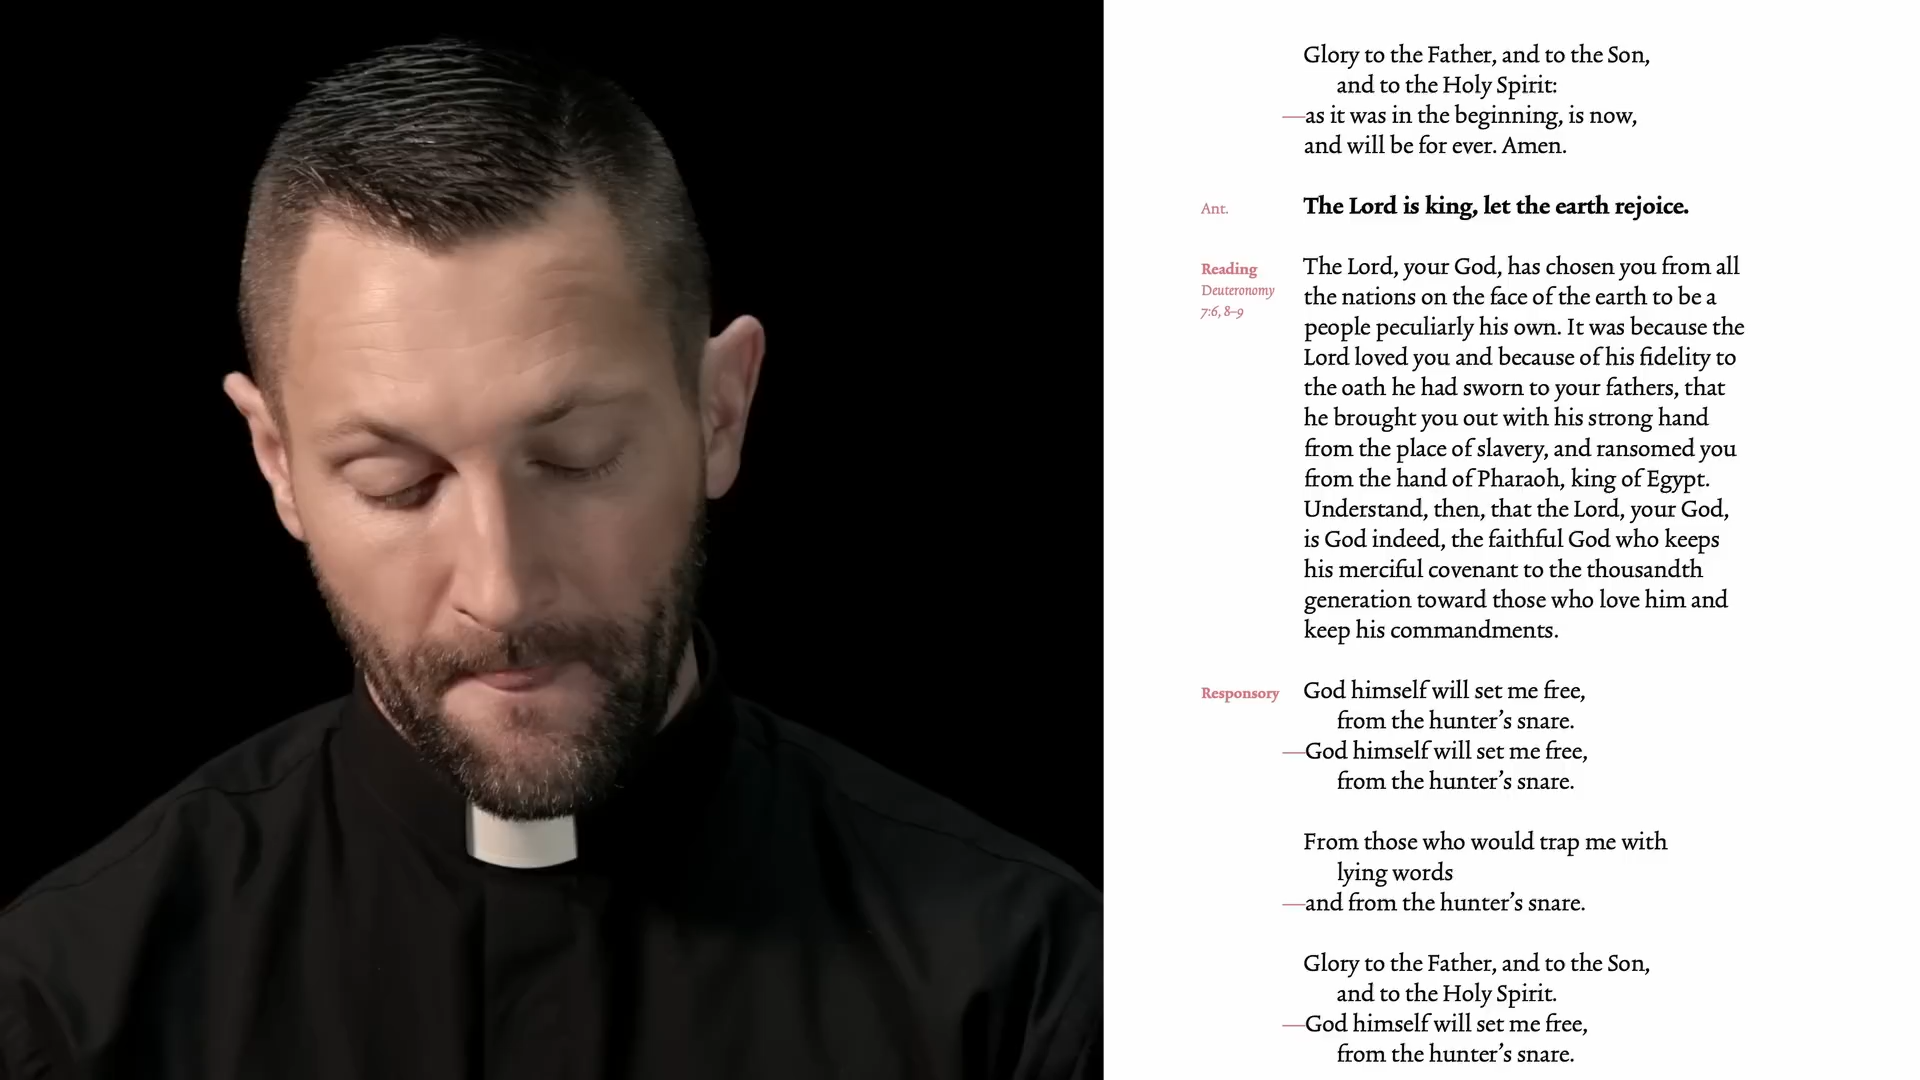 Glory to the Father, and to the Son,
and to the Holy Spirit:
—as it was in the beginning, is now,
and will be for ever. Amen.
Ant.
The Lord is king, let the earth rejoice.
Reading
Deuteronomy
7:6, 8–9
The Lord, your God, has chosen you from all
the nations on the face of the earth to be a
people peculiarly his own. It was because the
Lord loved you and because of his fidelity to
the oath he had sworn to your fathers, that
he brought you out with his strong hand
from the place of slavery, and ransomed you
from the hand of Pharaoh, king of Egypt.
Understand, then, that the Lord, your God,
is God indeed, the faithful God who keeps
his merciful covenant to the thousandth
generation toward those who love him and
keep his commandments.
Responsory
God himself will set me free,
from the hunter’s snare.
—God himself will set me free,
from the hunter’s snare.
From those who would trap me with
lying words
—and from the hunter’s snare.
Glory to the Father, and to the Son,
and to the Holy Spirit.
—God himself will set me free,
from the hunter’s snare.